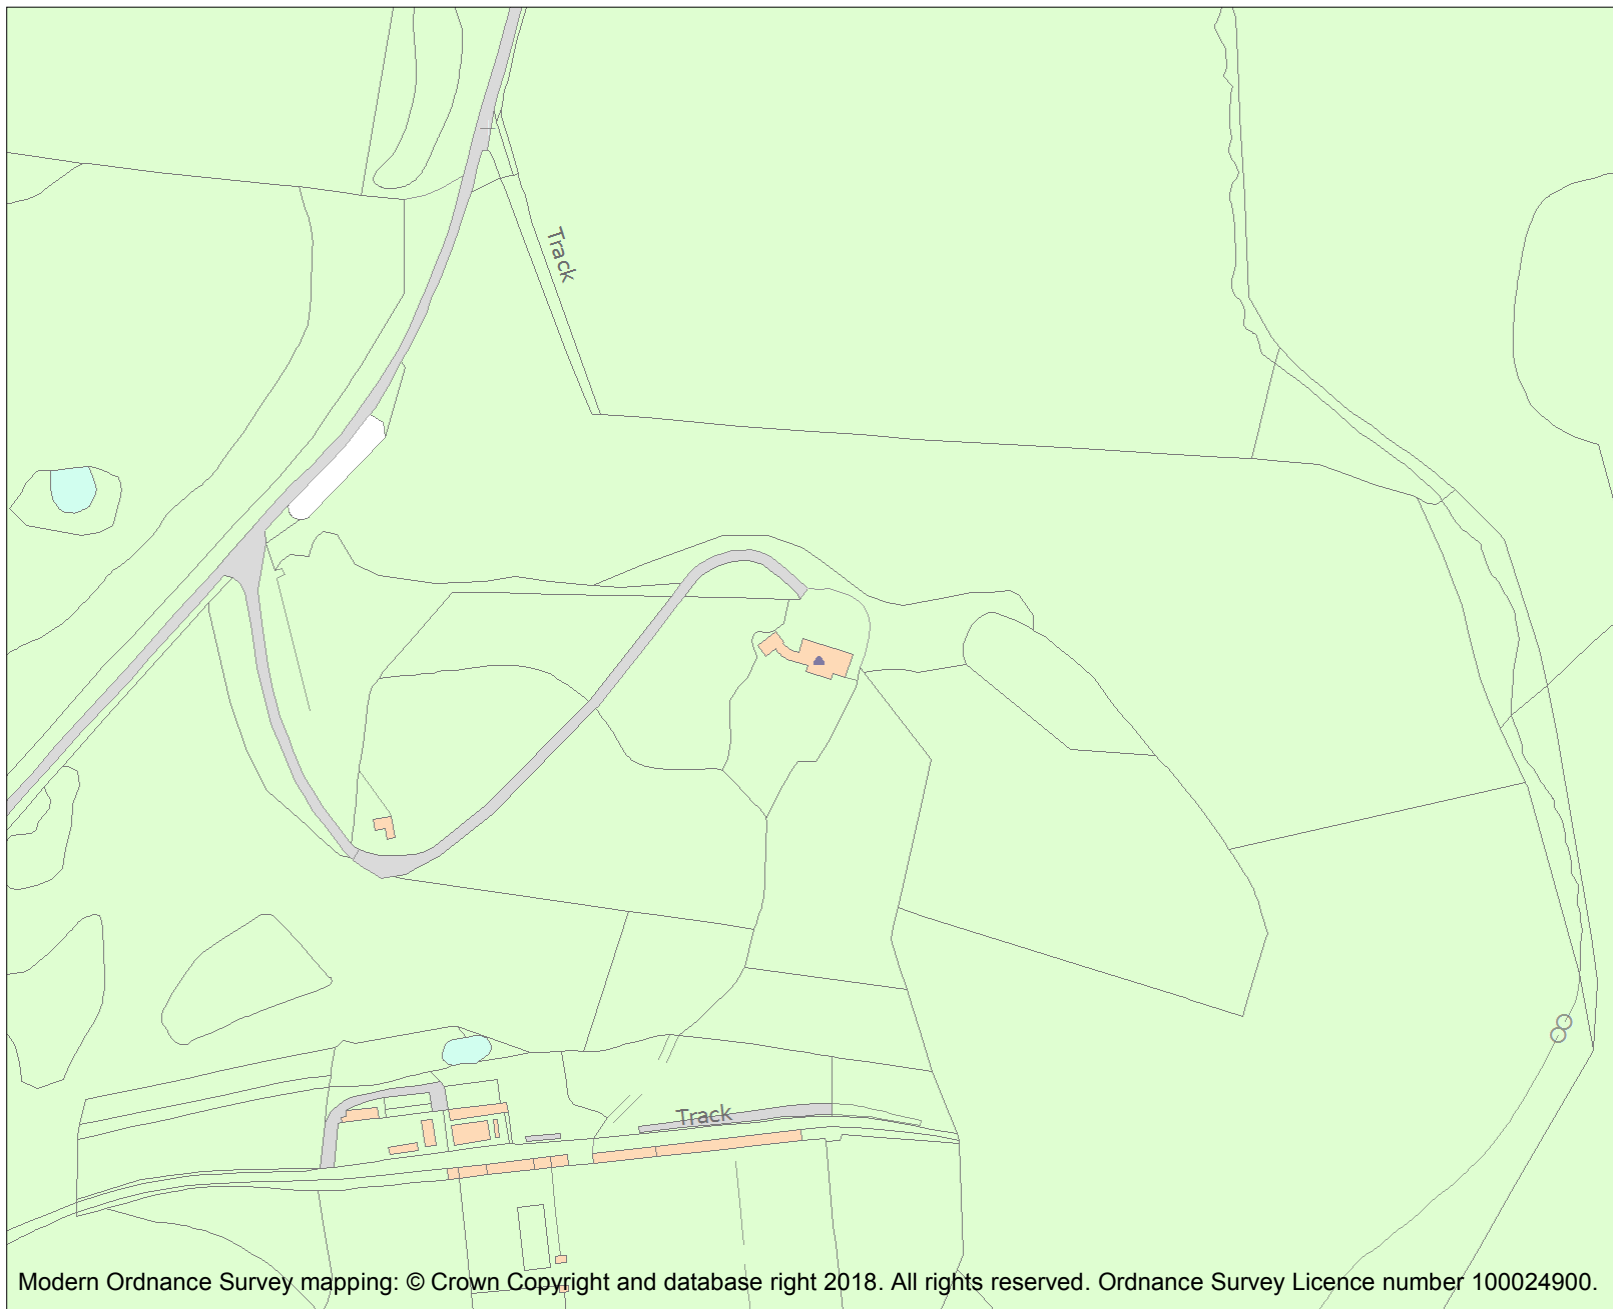 Track
Track
Modern Ordnance Survey mapping: © Crown Copyright and database right 2018. All rights reserved. Ordnance Survey Licence number 100024900.